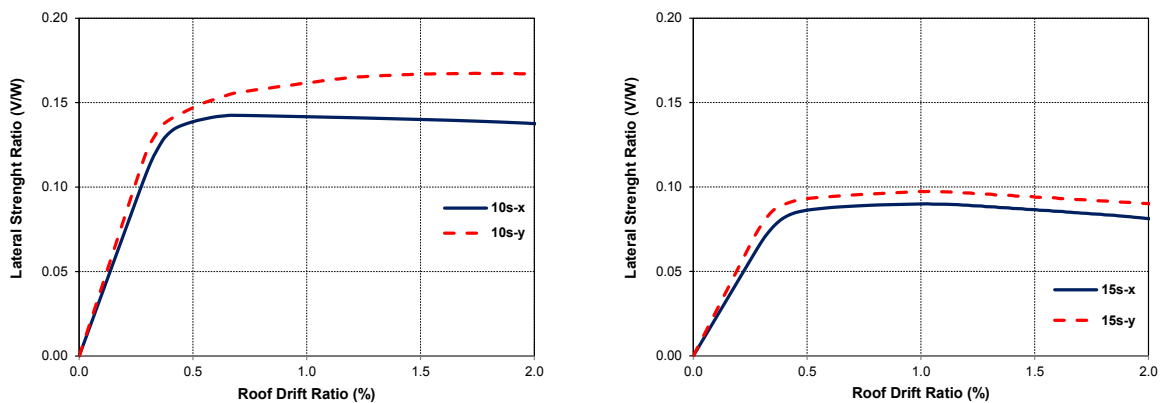 0.20
0.15
0.10
0.05
0.00
0.0
0.5
1.0
1.5
2.0
Lateral Strenght Ratio (V/W)
Roof Drift Ratio (%)
10s-x
10s-y
0.20
0.15
0.10
0.05
0.00
0.0
0.5
1.0
1.5
2.0
Lateral Strenght Ratio (V/W)
Roof Drift Ratio (%)
15s-x
15s-y